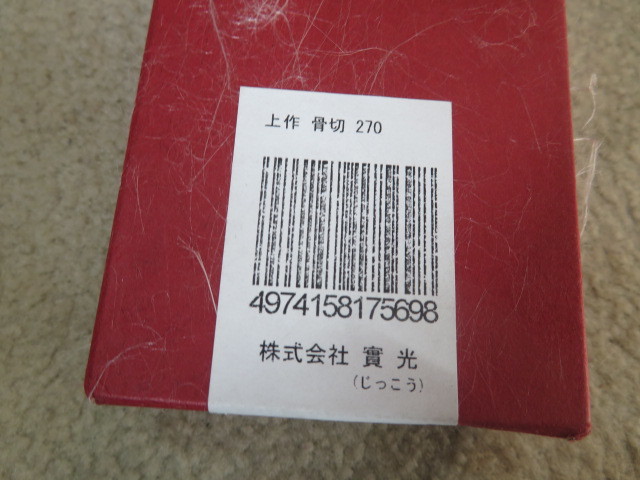 上作 骨切 270
4974158175698
株式会社 實光
(じっこう)